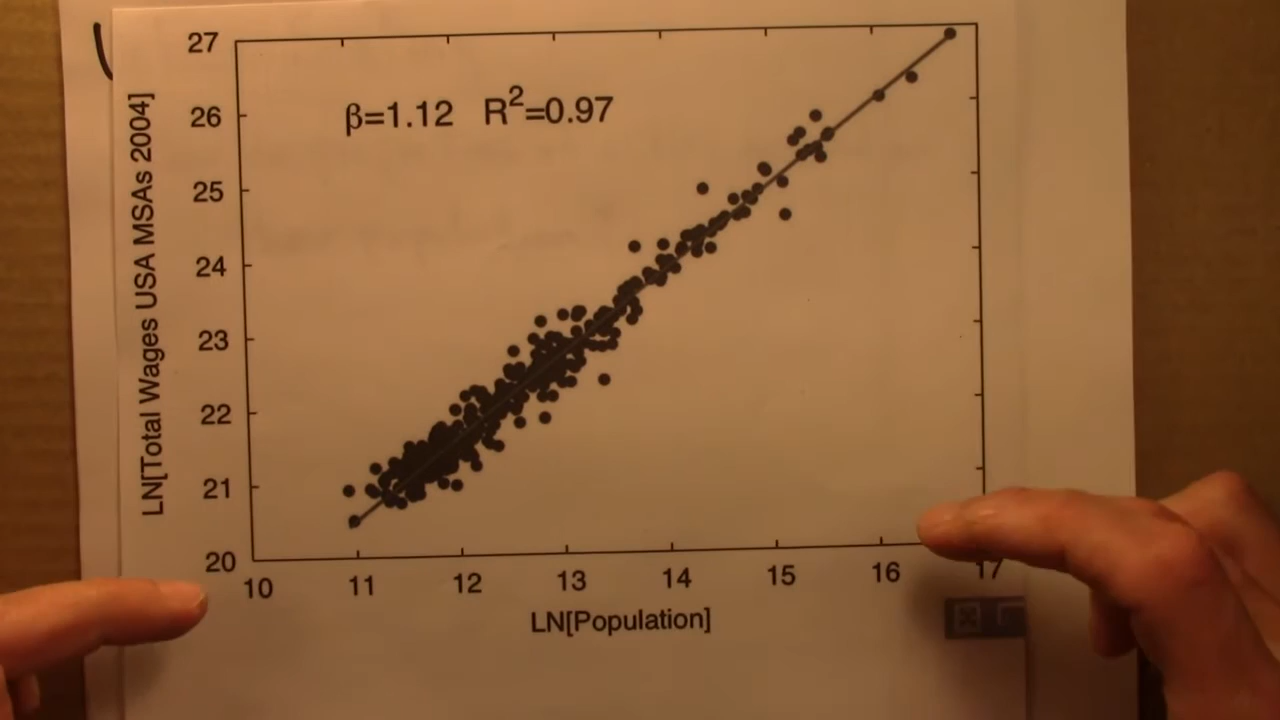 β=1.12 R2=0.97
LN[Total Wages USA MSAs 2004]
27
26
25
24
23
22
21
20
10 11 12 13 14 15 16 17
LN[Population]